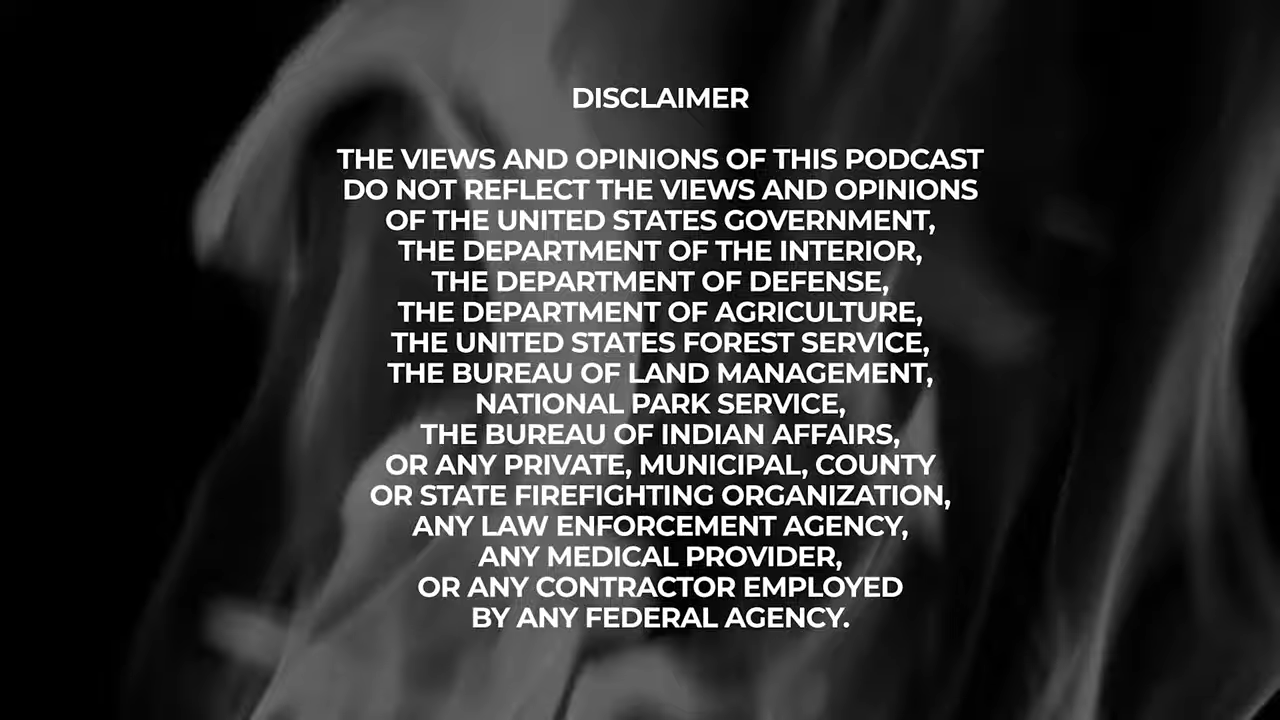 DISCLAIMER
THE VIEWS AND OPINIONS OF THIS PODCAST
DO NOT REFLECT THE VIEWS AND OPINIONS
OF THE UNITED STATES GOVERNMENT,
THE DEPARTMENT OF THE INTERIOR,
THE DEPARTMENT OF DEFENSE,
THE DEPARTMENT OF AGRICULTURE,
THE UNITED STATES FOREST SERVICE,
THE BUREAU OF LAND MANAGEMENT,
NATIONAL PARK SERVICE,
THE BUREAU OF INDIAN AFFAIRS,
OR ANY PRIVATE, MUNICIPAL, COUNTY
OR STATE FIREFIGHTING ORGANIZATION,
ANY LAW ENFORCEMENT AGENCY,
ANY MEDICAL PROVIDER,
OR ANY CONTRACTOR EMPLOYED
BY ANY FEDERAL AGENCY.